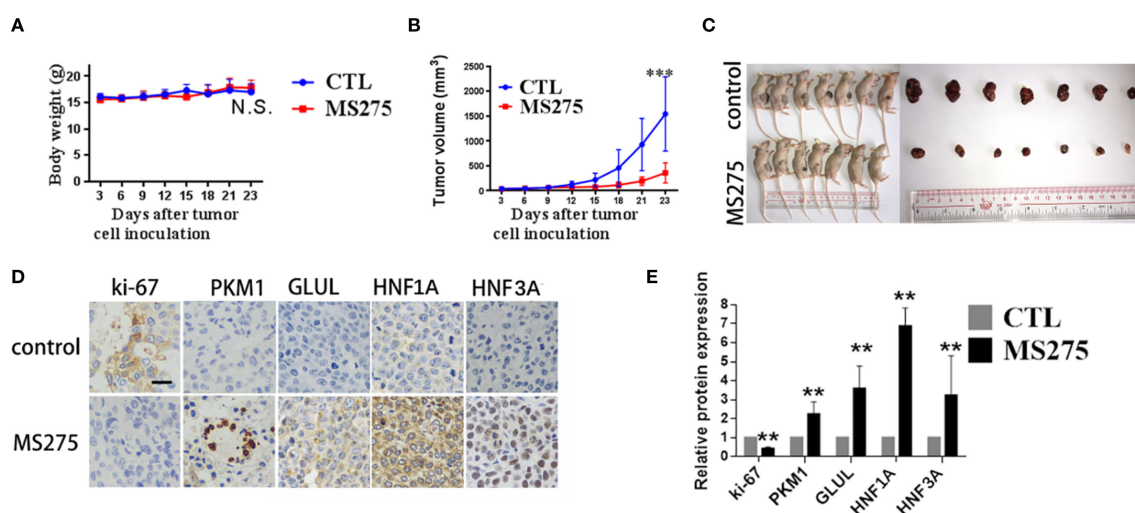 A
Body weight (g)
20
15
10
5
0
3 6 9 12 15 18 21 23
Days after tumor
cell inoculation
CTL
MS275
N.S.
B
Tumor volume (mm³)
2500
2000
1500
1000
500
0
3 6 9 12 15 18 21 23
Days after tumor
cell inoculation
CTL
MS275
***
C
control
MS275
D
ki-67 PKM1 GLUL HNF1A HNF3A
control
MS275
E
Relative protein expression
8
7
6
5
4
3
2
1
0
** ** ** ** **
ki-67 PKM1 GLUL HNF1A HNF3A
CTL
MS275